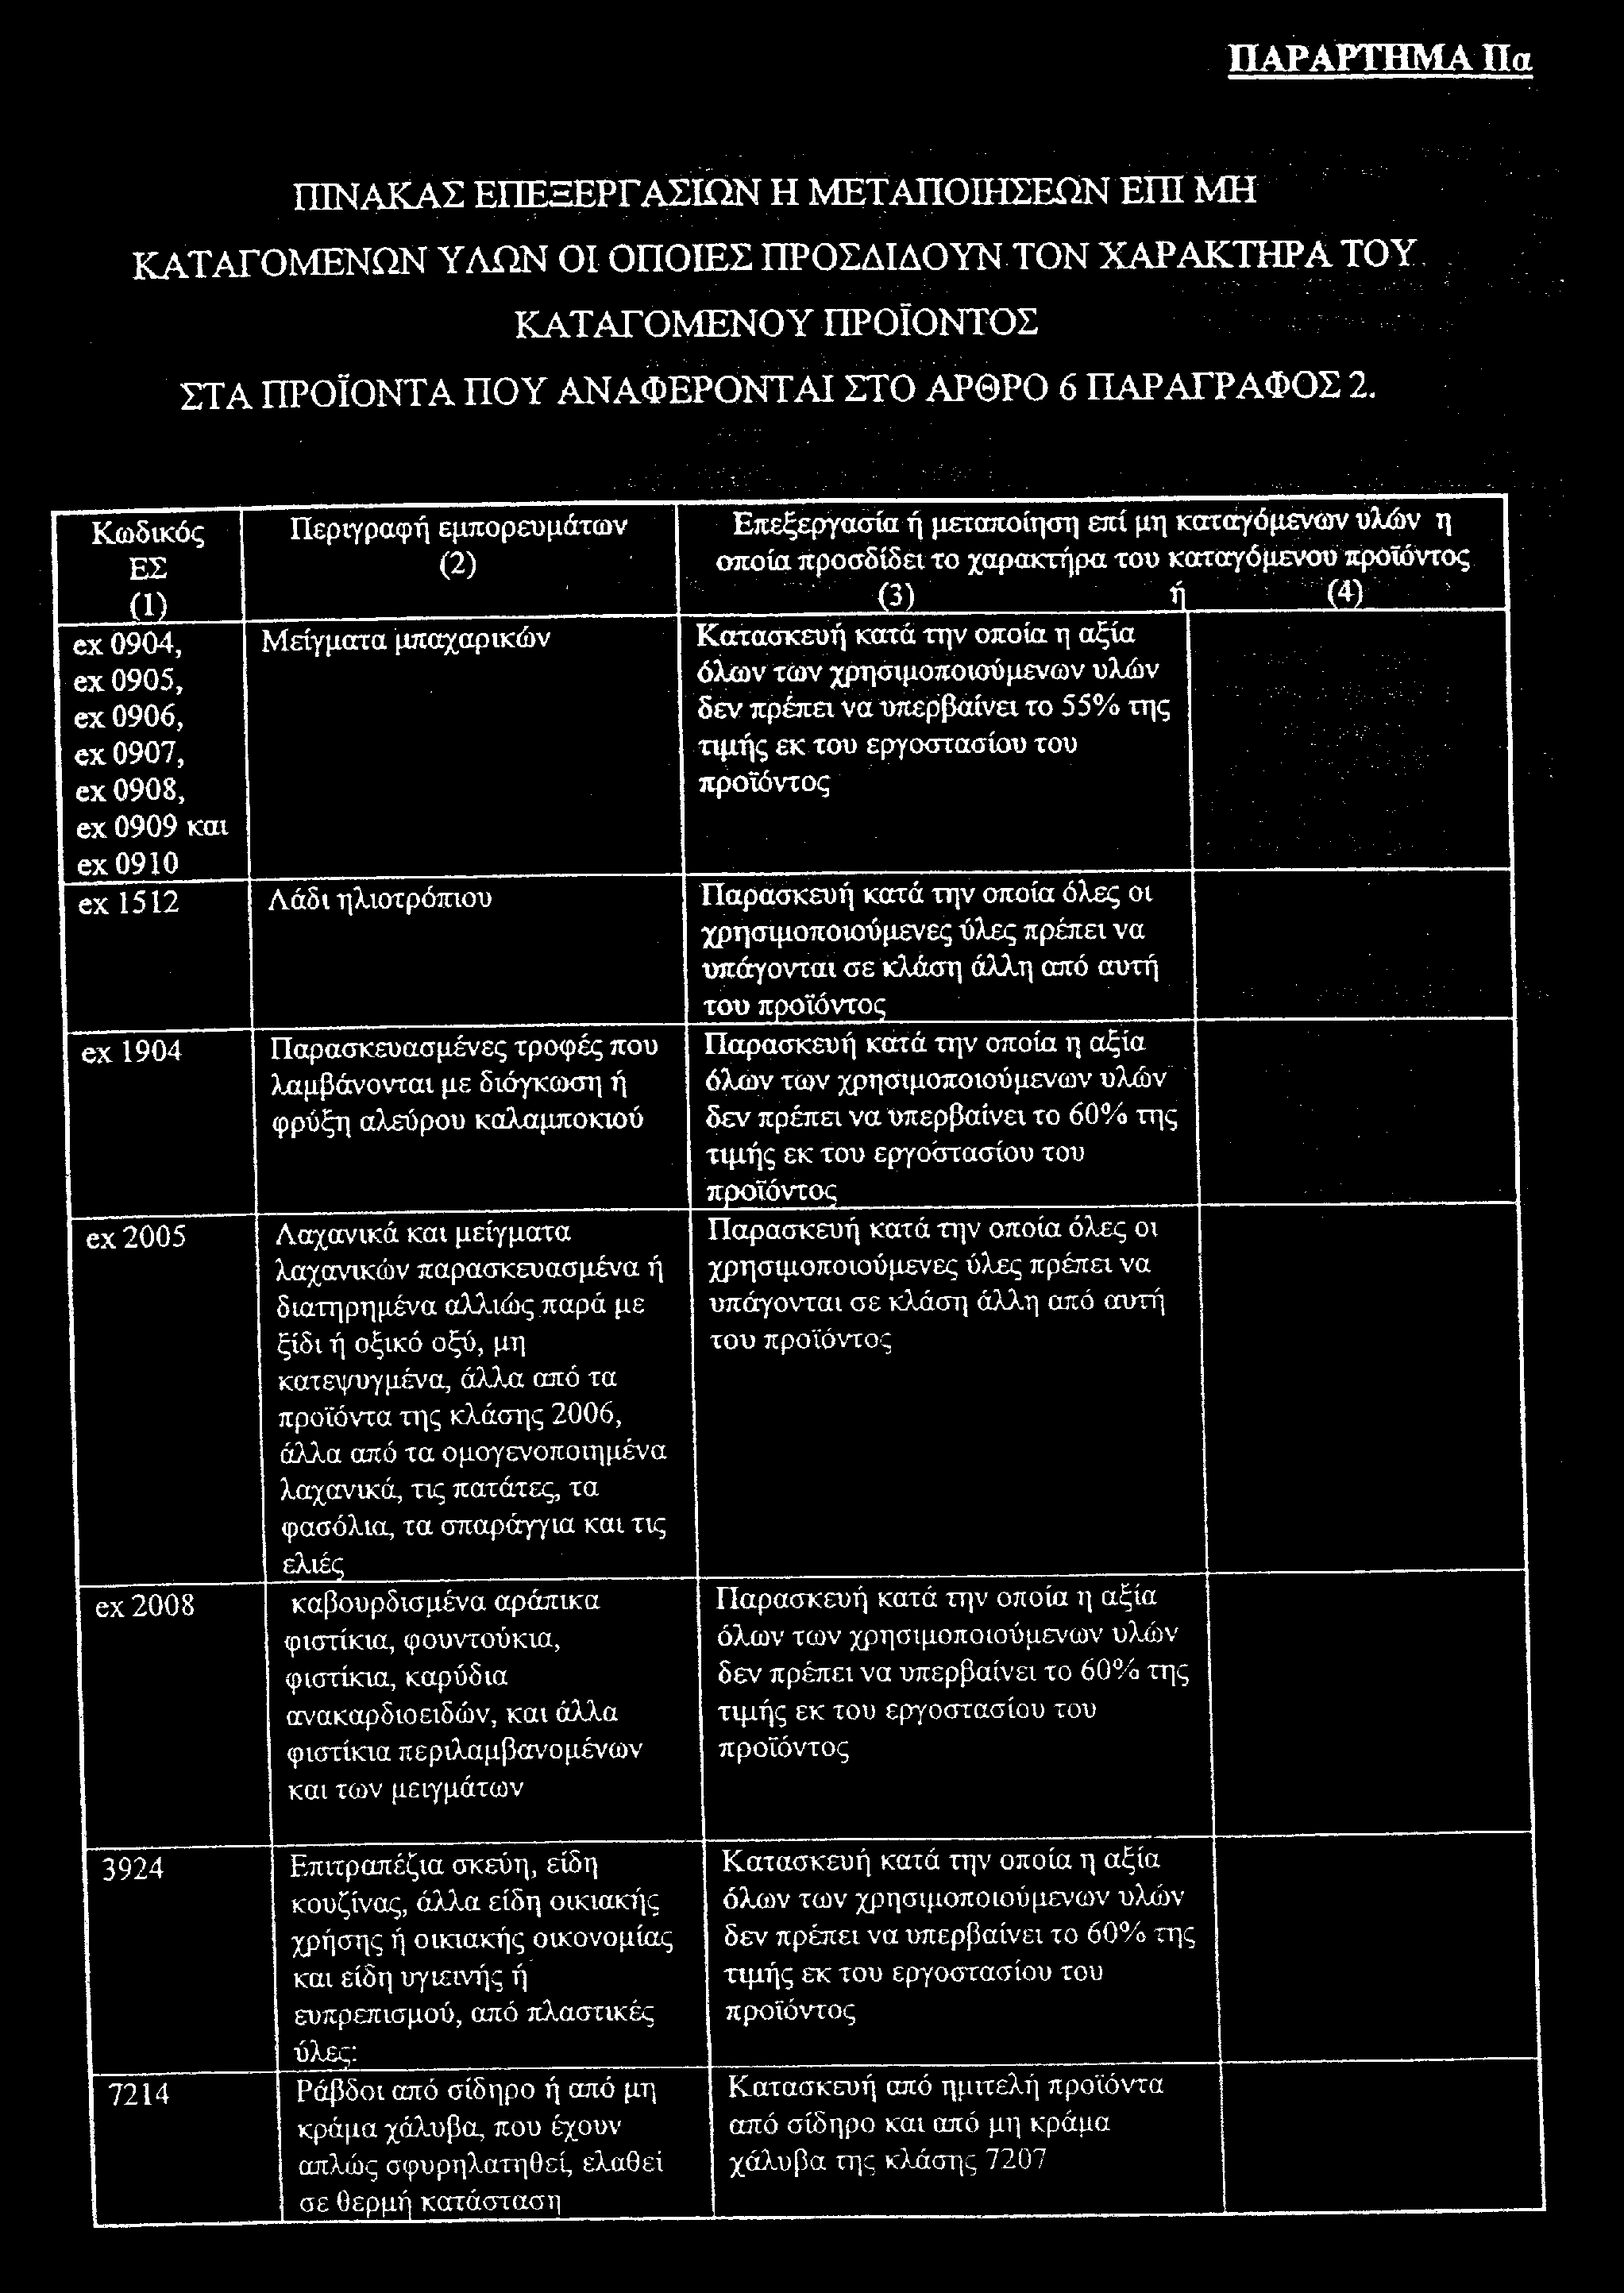 ΠΑΡΑΡΤΗΜΑ ΙΙα
ΠΙΝΑΚΑΣ ΕΠΕΞΕΡΓΑΣΙΩΝ Η ΜΕΤΑΠΟΙΗΣΕΩΝ ΕΠΙ ΜΗ
ΚΑΤΑΓΟΜΕΝΩΝ ΥΛΩΝ ΟΙ ΟΠΟΙΕΣ ΠΡΟΣΔΙΔΟΥΝ ΤΟΝ ΧΑΡΑΚΤΗΡΑ ΤΟΥ
ΚΑΤΑΓΟΜΕΝΟΥ ΠΡΟΪΟΝΤΟΣ
ΣΤΑ ΠΡΟΪΟΝΤΑ ΠΟΥ ΑΝΑΦΕΡΟΝΤΑΙ ΣΤΟ ΑΡΘΡΟ 6 ΠΑΡΑΓΡΑΦΟΣ 2.
Κωδικός
ΕΣ
(1)
Περιγραφή εμπορευμάτων
(2)
Επεξεργασία ή μεταποίηση επί μη καταγόμενων υλών η
οποία προσδίδει το χαρακτήρα του καταγόμενου προϊόντος
(3) ή (4)
ex 0904,
ex 0905,
ex 0906,
ex 0907,
ex 0908,
ex 0909 και
ex 0910
Μείγματα μπαχαρικών
Κατασκευή κατά την οποία η αξία
όλων των χρησιμοποιούμενων υλών
δεν πρέπει να υπερβαίνει το 55% της
τιμής εκ του εργοστασίου του
προϊόντος
ex 1512
Λάδι ηλιοτρόπιου
Παρασκευή κατά την οποία όλες οι
χρησιμοποιούμενες ύλες πρέπει να
υπάγονται σε κλάση άλλη από αυτή
του προϊόντος
ex 1904
Παρασκευασμένες τροφές που
λαμβάνονται με διόγκωση ή
φρύξη αλεύρου καλαμποκιού
Παρασκευή κατά την οποία η αξία
όλων των χρησιμοποιούμενων υλών
δεν πρέπει να υπερβαίνει το 60% της
τιμής εκ του εργοστασίου του
προϊόντος
ex 2005
Λαχανικά και μείγματα
λαχανικών παρασκευασμένα ή
διατηρημένα αλλιώς παρά με
ξίδι ή οξικό οξύ, μη
κατεψυγμένα, άλλα από τα
προϊόντα της κλάσης 2006,
άλλα από τα ομογενοποιημένα
λαχανικά, τις πατάτες, τα
φασόλια, τα σπαράγγια και τις
ελιές
Παρασκευή κατά την οποία όλες οι
χρησιμοποιούμενες ύλες πρέπει να
υπάγονται σε κλάση άλλη από αυτή
του προϊόντος
ex 2008
καβουρδισμένα αράπικα
φιστίκια, φουντούκια,
φιστίκια, καρύδια
ανακαρδιοειδών, και άλλα
φιστίκια περιλαμβανομένων
και των μειγμάτων
Παρασκευή κατά την οποία η αξία
όλων των χρησιμοποιούμενων υλών
δεν πρέπει να υπερβαίνει το 60% της
τιμής εκ του εργοστασίου του
προϊόντος
3924
Επιτραπέζια σκεύη, είδη
κουζίνας, άλλα είδη οικιακής
χρήσης ή οικιακής οικονομίας
και είδη υγιεινής ή
ευπρεπισμού, από πλαστικές
ύλες:
Κατασκευή κατά την οποία η αξία
όλων των χρησιμοποιούμενων υλών
δεν πρέπει να υπερβαίνει το 60% της
τιμής εκ του εργοστασίου του
προϊόντος
7214
Ράβδοι από σίδηρο ή από μη
κράμα χάλυβα, που έχουν
απλώς σφυρηλατηθεί, ελαθεί
σε θερμή κατάσταση
Κατασκευή από ημιτελή προϊόντα
από σίδηρο και από μη κράμα
χάλυβα της κλάσης 7207